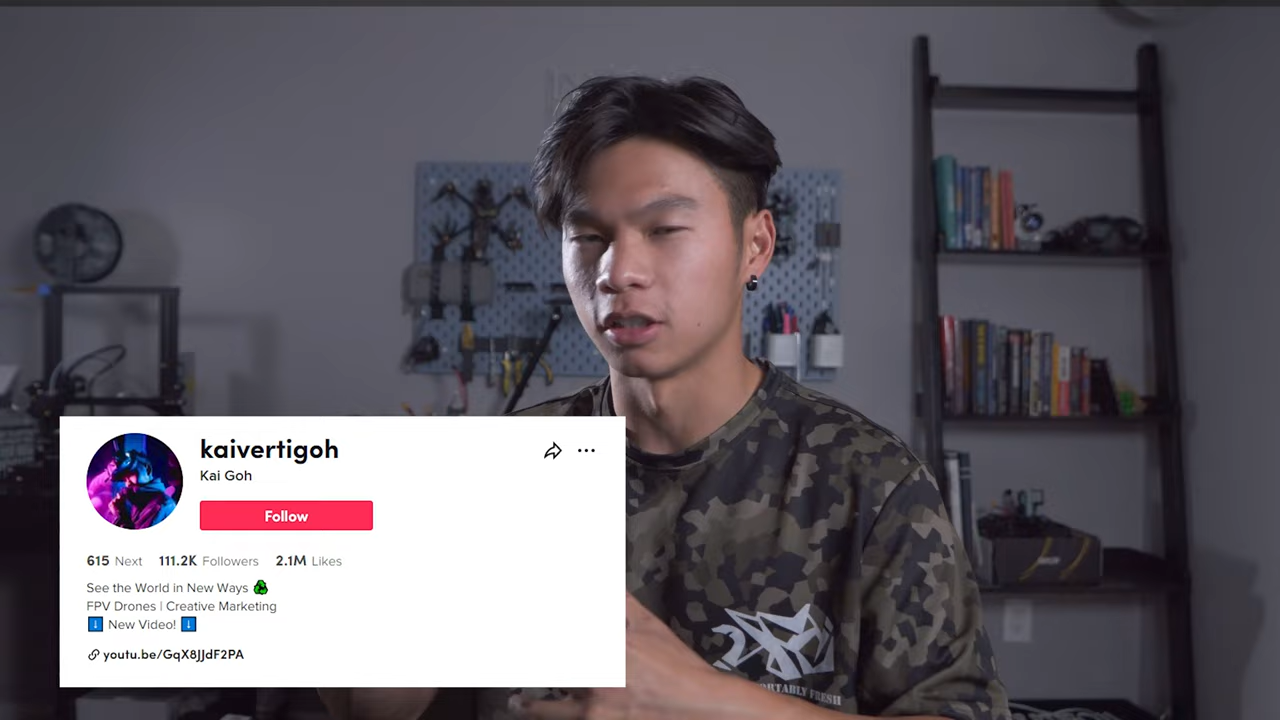 kaivertigoh
Kai Goh
Follow
615 Next 111.2K Followers 2.1M Likes
See the World in New Ways
FPV Drones | Creative Marketing
New Video!
youtu.be/GqX8JJdF2PA
FRESH